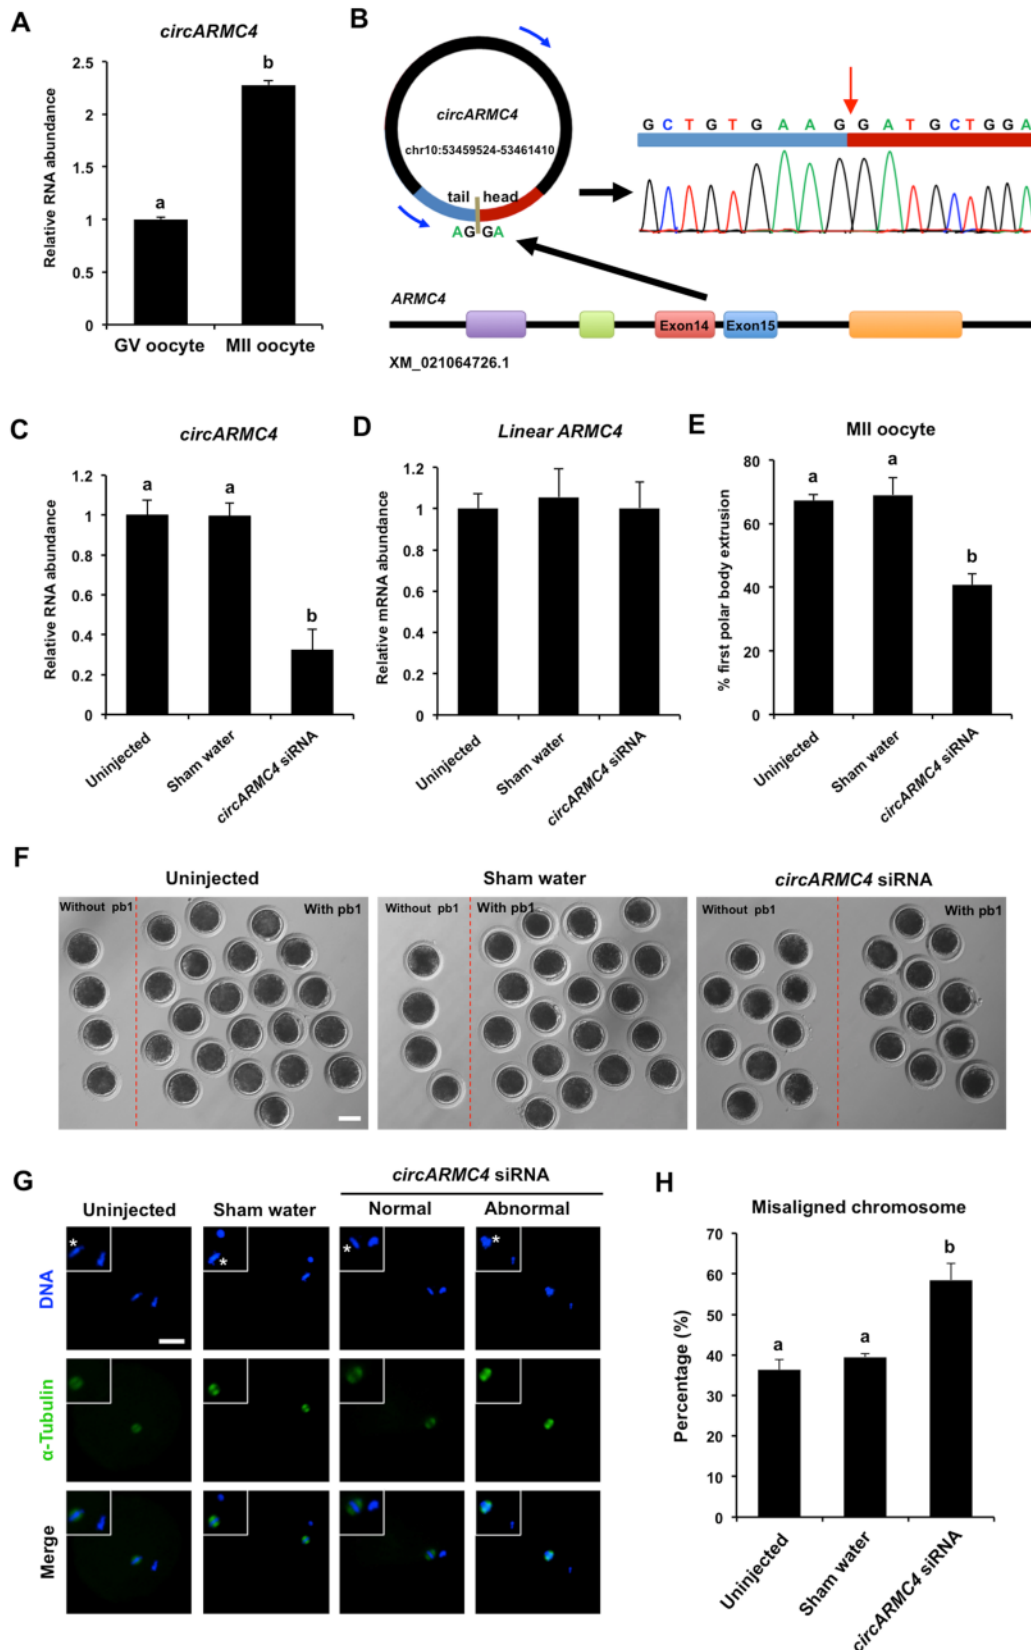 A
circARMC4
Relative RNA abundance
2.5
2
1.5
1
0.5
0
a
b
GV oocyte
MII oocyte
B
circARMC4
chr10:53459524-53461410
tail
head
AGGA
G C T G T G A A G G A T G C T G G A
ARMC4
Exon14
Exon15
XM_021064726.1
C
circARMC4
Relative RNA abundance
1.2
1
0.8
0.6
0.4
0.2
0
a
a
b
Uninjected
Sham water
circARMC4 siRNA
D
Linear ARMC4
Relative mRNA abundance
1.2
1
0.8
0.6
0.4
0.2
0
Uninjected
Sham water
circARMC4 siRNA
E
MII oocyte
% first polar body extrusion
80
60
40
20
0
a
a
b
Uninjected
Sham water
circARMC4 siRNA
F
Uninjected
Without pb1
With pb1
Sham water
Without pb1
With pb1
circARMC4 siRNA
Without pb1
With pb1
G
circARMC4 siRNA
Uninjected
Sham water
Normal
Abnormal
DNA
*
*
*
*
α-Tubulin
Merge
H
Misaligned chromosome
Percentage (%)
70
60
50
40
30
20
10
0
a
a
b
Uninjected
Sham water
circARMC4 siRNA